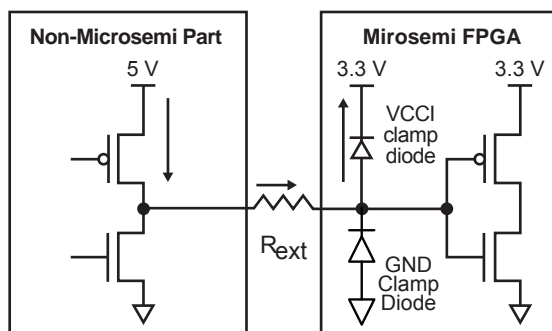 Non-Microsemi Part
Mirosemi FPGA
5 V
3.3 V
3.3 V
VCCI
clamp
diode
Rext
GND
Clamp
Diode